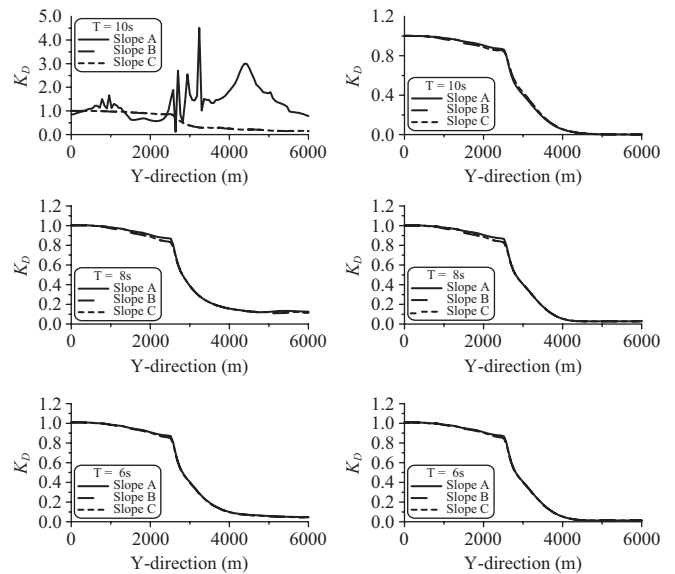 5.0
4.0
3.0
2.0
1.0
0.0
K_D
T = 10s
Slope A
Slope B
Slope C
0 2000 4000 6000
Y-direction (m)
1.2
0.8
0.4
0.0
K_D
T = 10s
Slope A
Slope B
Slope C
0 2000 4000 6000
Y-direction (m)
1.2
1.0
0.8
0.6
0.4
0.2
0.0
K_D
T = 8s
Slope A
Slope B
Slope C
0 2000 4000 6000
Y-direction (m)
1.2
1.0
0.8
0.6
0.4
0.2
0.0
K_D
T = 8s
Slope A
Slope B
Slope C
0 2000 4000 6000
Y-direction (m)
1.2
1.0
0.8
0.6
0.4
0.2
0.0
K_D
T = 6s
Slope A
Slope B
Slope C
0 2000 4000 6000
Y-direction (m)
1.2
1.0
0.8
0.6
0.4
0.2
0.0
K_D
T = 6s
Slope A
Slope B
Slope C
0 2000 4000 6000
Y-direction (m)